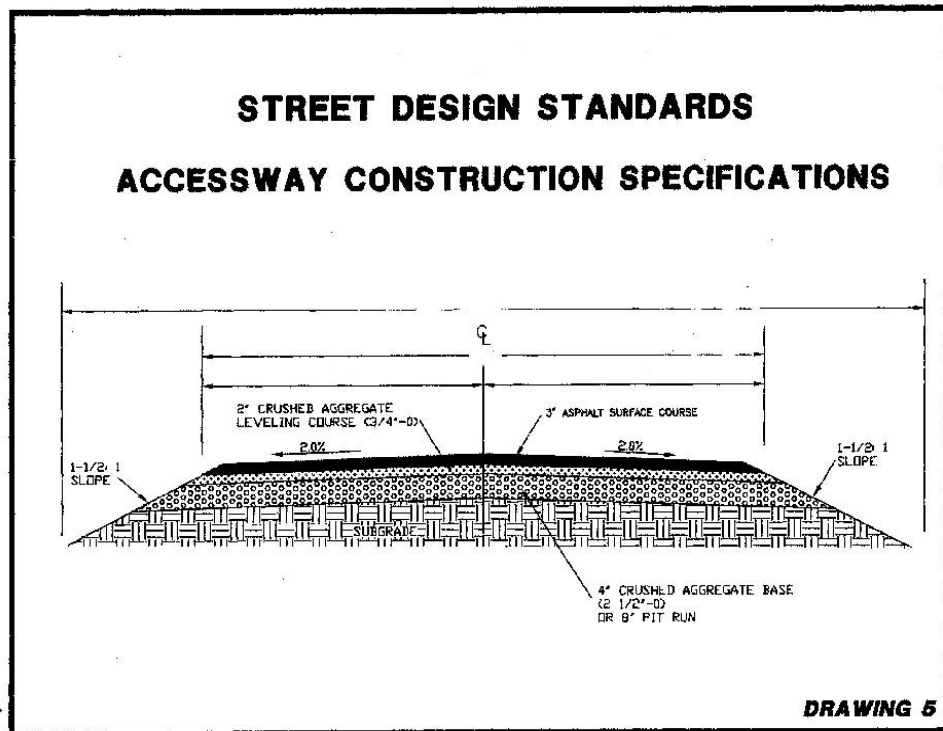 STREET DESIGN STANDARDS
ACCESSWAY CONSTRUCTION SPECIFICATIONS
CL
2" CRUSHED AGGREGATE
LEVELING COURSE (3/4"-0)
3" ASPHALT SURFACE COURSE
2.0%
2.0%
1-1/2: 1
SLOPE
1-1/2: 1
SLOPE
SUBGRADE
4" CRUSHED AGGREGATE BASE
(2 1/2"-0)
OR 8" PIT RUN
DRAWING 5